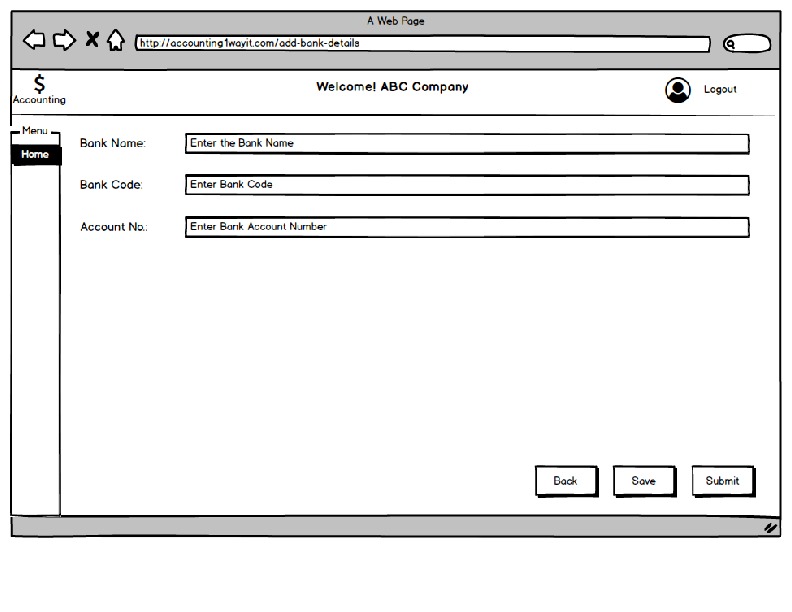 A Web Page
http://accounting1wayit.com/add-bank-details
$
Accounting
Welcome! ABC Company
Logout
Menu
Home
Bank Name:
Enter the Bank Name
Bank Code:
Enter Bank Code
Account No.:
Enter Bank Account Number
Back
Save
Submit